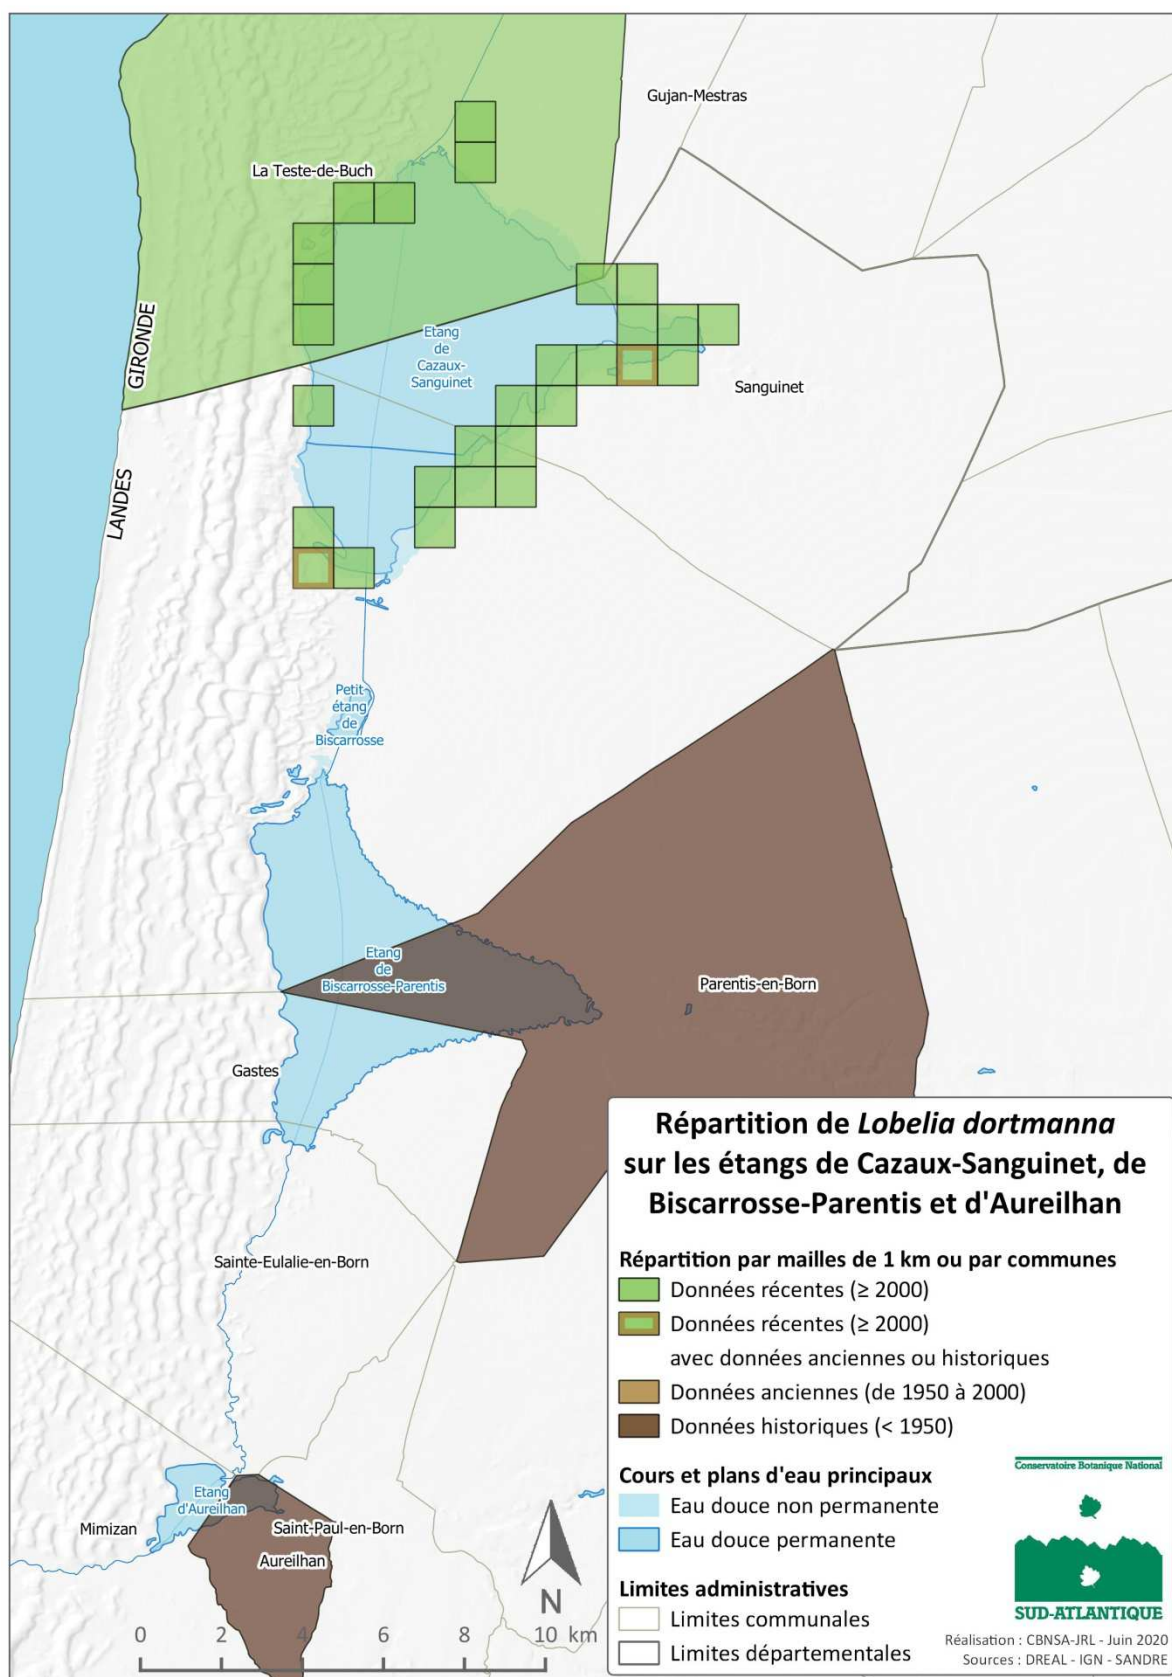 Gujan-Mestras
La Teste-de-Buch
GIRONDE
Etang
de
Cazaux-
Sanguinet
Sanguinet
LANDES
Petit
étang
de
Biscarrosse
Etang
de
Biscarrosse-Parentis
Parentis-en-Born
Gastes
Sainte-Eulalie-en-Born
Etang
d'Aureilhan
Mimizan
Saint-Paul-en-Born
Aureilhan
N
0 2 4 6 8 10 km
Répartition de Lobelia dortmanna
sur les étangs de Cazaux-Sanguinet, de
Biscarrosse-Parentis et d'Aureilhan
Répartition par mailles de 1 km ou par communes
Données récentes (≥ 2000)
Données récentes (≥ 2000)
avec données anciennes ou historiques
Données anciennes (de 1950 à 2000)
Données historiques (< 1950)
Cours et plans d'eau principaux
Eau douce non permanente
Eau douce permanente
Limites administratives
Limites communales
Limites départementales
Conservatoire Botanique National
SUD-ATLANTIQUE
Réalisation : CBNSA-JRL - Juin 2020
Sources : DREAL - IGN - SANDRE